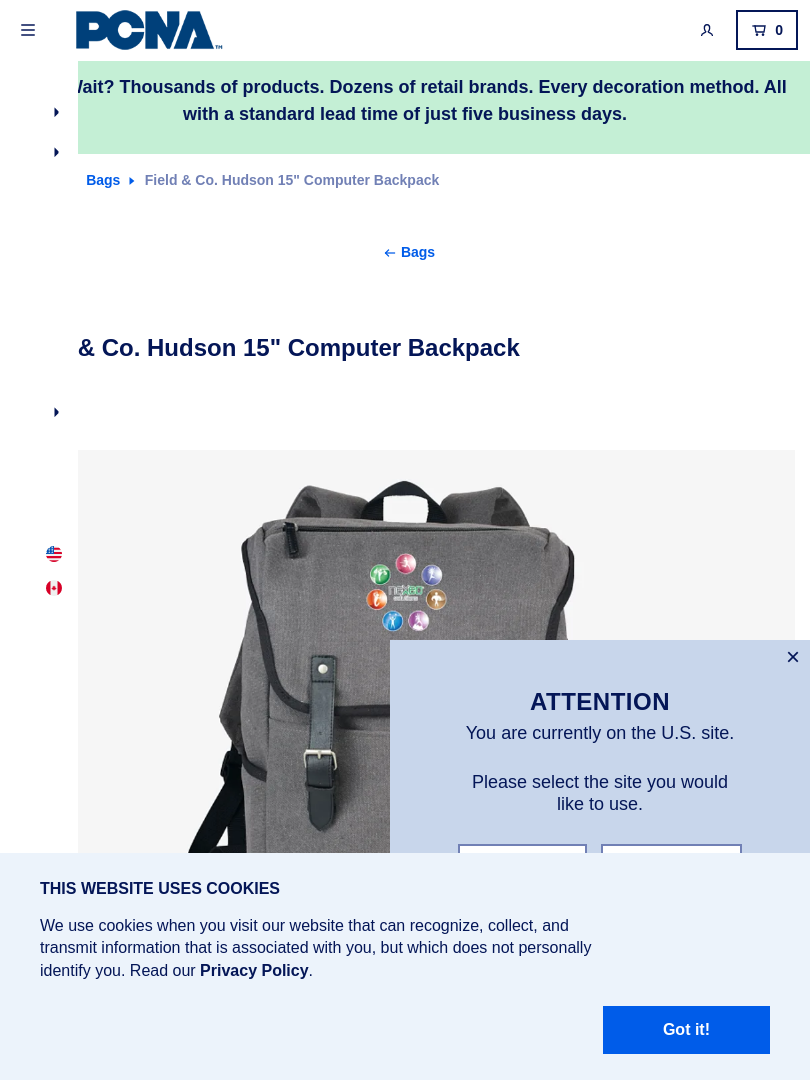 PCNA™
0
Wait? Thousands of products. Dozens of retail brands. Every decoration method. All
with a standard lead time of just five business days.
Bags
Field & Co. Hudson 15" Computer Backpack
← Bags
& Co. Hudson 15" Computer Backpack
nexeo
solutions
×
ATTENTION
You are currently on the U.S. site.
Please select the site you would
like to use.
THIS WEBSITE USES COOKIES
We use cookies when you visit our website that can recognize, collect, and
transmit information that is associated with you, but which does not personally
identify you. Read our Privacy Policy.
Got it!